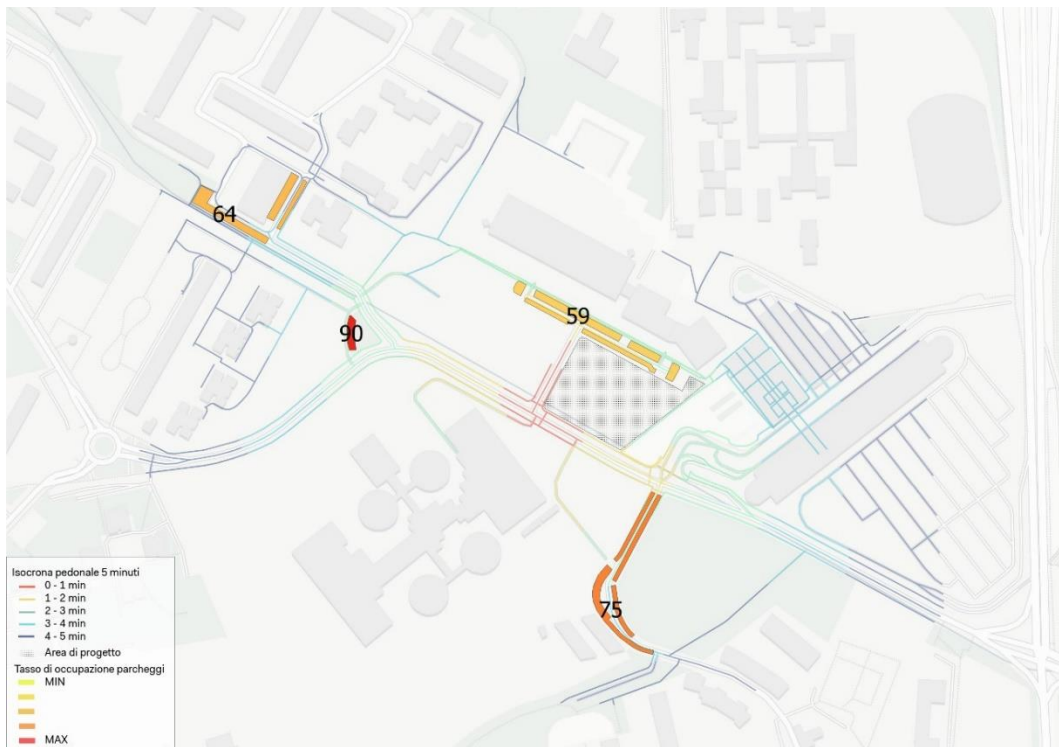 64
59
90
75
Isocrona pedonale 5 minuti
0 - 1 min
1 - 2 min
2 - 3 min
3 - 4 min
4 - 5 min
Area di progetto
Tasso di occupazione parcheggi
MIN
MAX